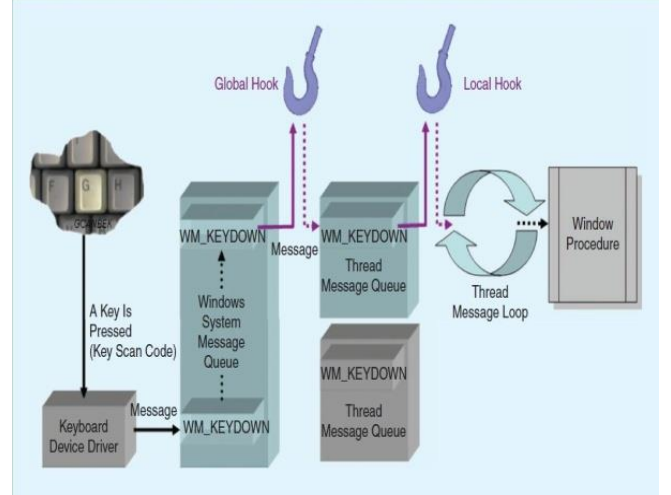 Global Hook
Local Hook
F
G
H
WM_KEYDOWN
Message
WM_KEYDOWN
Thread
Message Queue
Window
Procedure
Thread
Message Loop
Windows
System
Message
Queue
A Key Is
Pressed
(Key Scan Code)
WM_KEYDOWN
Thread
Message Queue
Keyboard
Device Driver
Message
WM_KEYDOWN